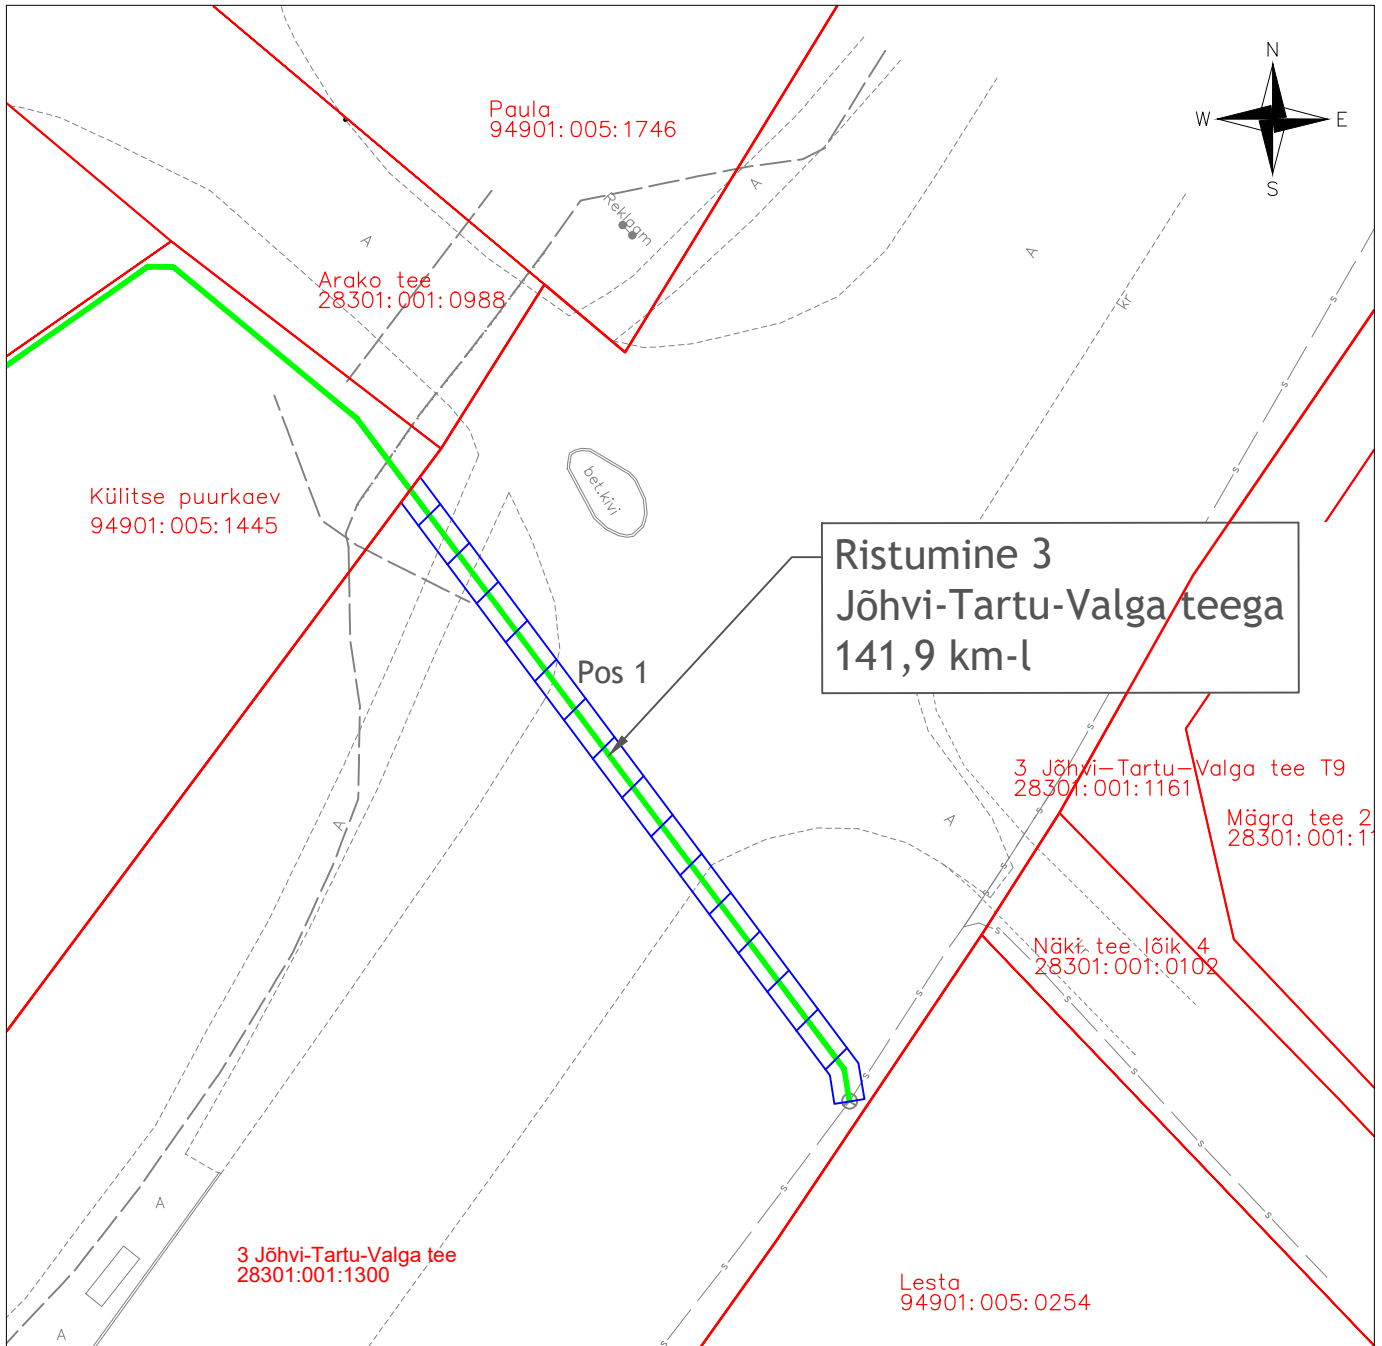 N
W E
S
Paula
94901:005:1746
A
Reklaam
A
A
Arako tee
28301:001:0988
kr
s
s
Külitse puurkaev
94901:005:1445
bet.kivi
s
s
Ristumine 3
Jõhvi-Tartu-Valga teega
141,9 km-l
Pos 1
s
3 Jõhvi-Tartu-Valga tee T9
28301:001:1161
s
Mägra tee 2
28301:001:11
A
A
s
s
s
Näki tee lõik 4
28301:001:0102
s
s
s
s
s
s
A
s
3 Jõhvi-Tartu-Valga tee
28301:001:1300
s
Lesta
94901:005:0254
A
s